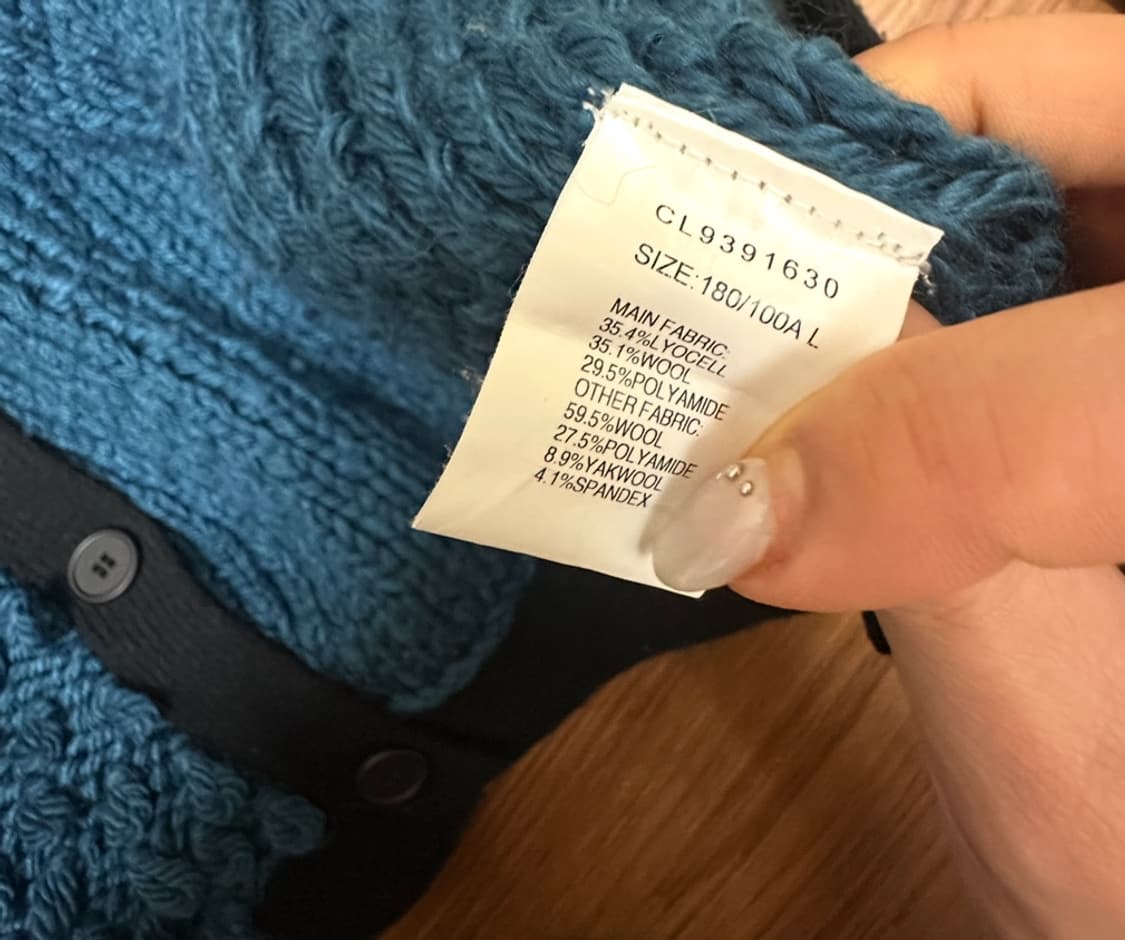 CL9391630
SIZE:180/100A L
MAIN FABRIC:
35.4%LYOCELL
35.1%WOOL
29.5%POLYAMIDE
OTHER FABRIC:
59.5%WOOL
27.5%POLYAMIDE
8.9%YAKWOOL
4.1%SPANDEX